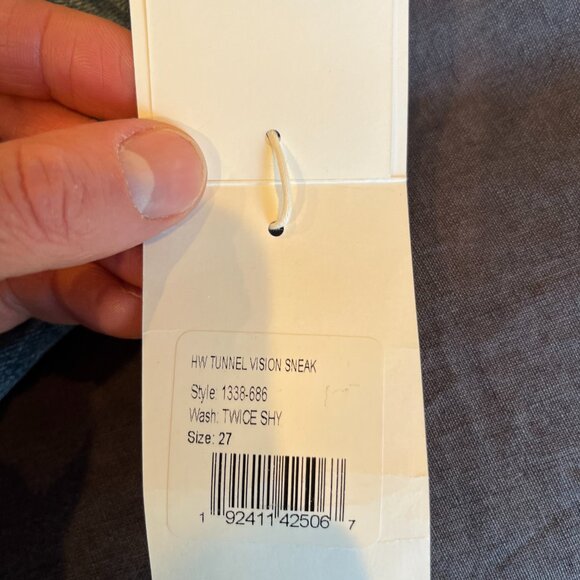 HW TUNNEL VISION SNEAK
Style: 1338-686
Wash: TWICE SHY
Size: 27
1 92411 42506 7